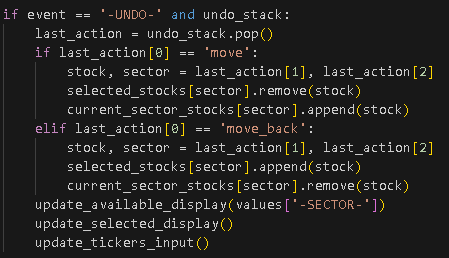 if event == '-UNDO-' and undo_stack:
    last_action = undo_stack.pop()
    if last_action[0] == 'move':
        stock, sector = last_action[1], last_action[2]
        selected_stocks[sector].remove(stock)
        current_sector_stocks[sector].append(stock)
    elif last_action[0] == 'move_back':
        stock, sector = last_action[1], last_action[2]
        selected_stocks[sector].append(stock)
        current_sector_stocks[sector].remove(stock)
    update_available_display(values['-SECTOR-'])
    update_selected_display()
    update_tickers_input()